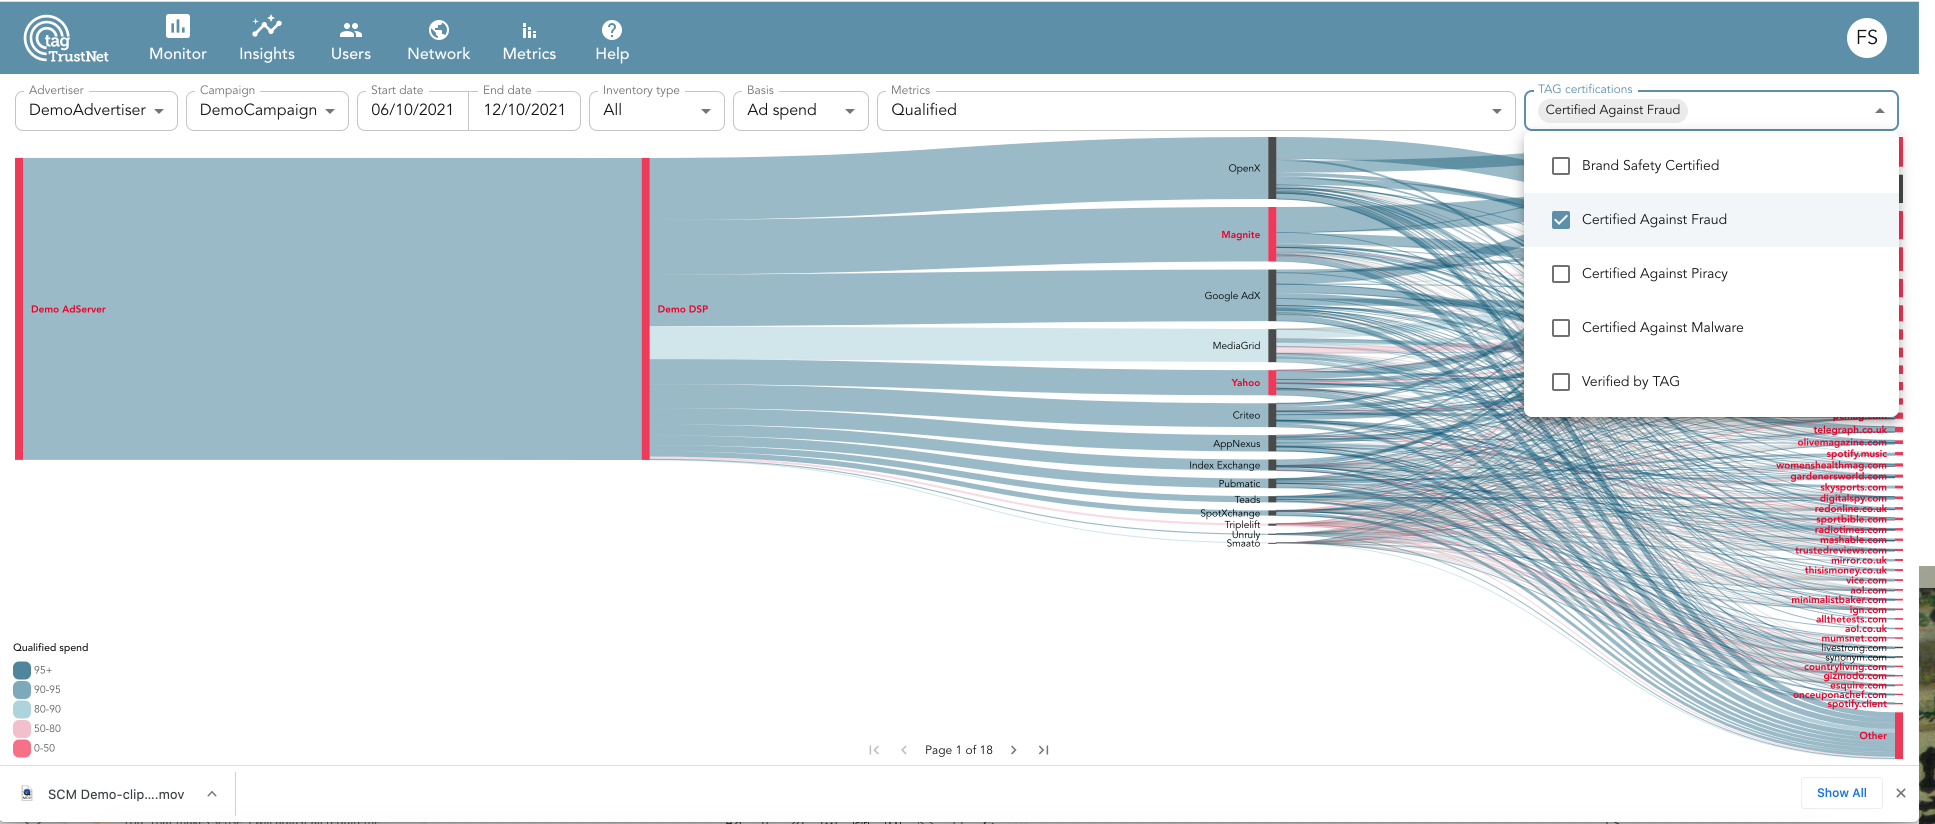 tag
TrustNet
Monitor
Insights
Users
Network
Metrics
Help
FS
Advertiser
DemoAdvertiser
Campaign
DemoCampaign
Start date
06/10/2021
End date
12/10/2021
Inventory type
All
Basis
Ad spend
Metrics
Qualified
TAG certifications
Certified Against Fraud
Brand Safety Certified
Certified Against Fraud
Certified Against Piracy
Certified Against Malware
Verified by TAG
Demo AdServer
Demo DSP
OpenX
Magnite
Google AdX
MediaGrid
Yahoo
Criteo
AppNexus
Index Exchange
Pubmatic
Teads
SpotXchange
Triplelift
Unruly
Smaato
telegraph.co.uk
olivemagazine.com
spotify.music
womenshealthmag.com
gardenersworld.com
skysports.com
digitalspy.com
redonline.co.uk
sportbible.com
radiotimes.com
mashable.com
trustedreviews.com
mirror.co.uk
thisismoney.co.uk
vice.com
aol.com
minimalistbaker.com
ign.com
allthetests.com
aol.co.uk
mumsnet.com
livestrong.com
synonym.com
countryliving.com
gizmodo.com
esquire.com
onceuponachef.com
spotify.client
Other
Qualified spend
95+
90-95
80-90
50-80
0-50
Page 1 of 18
SCM Demo-clip....mov
Show All